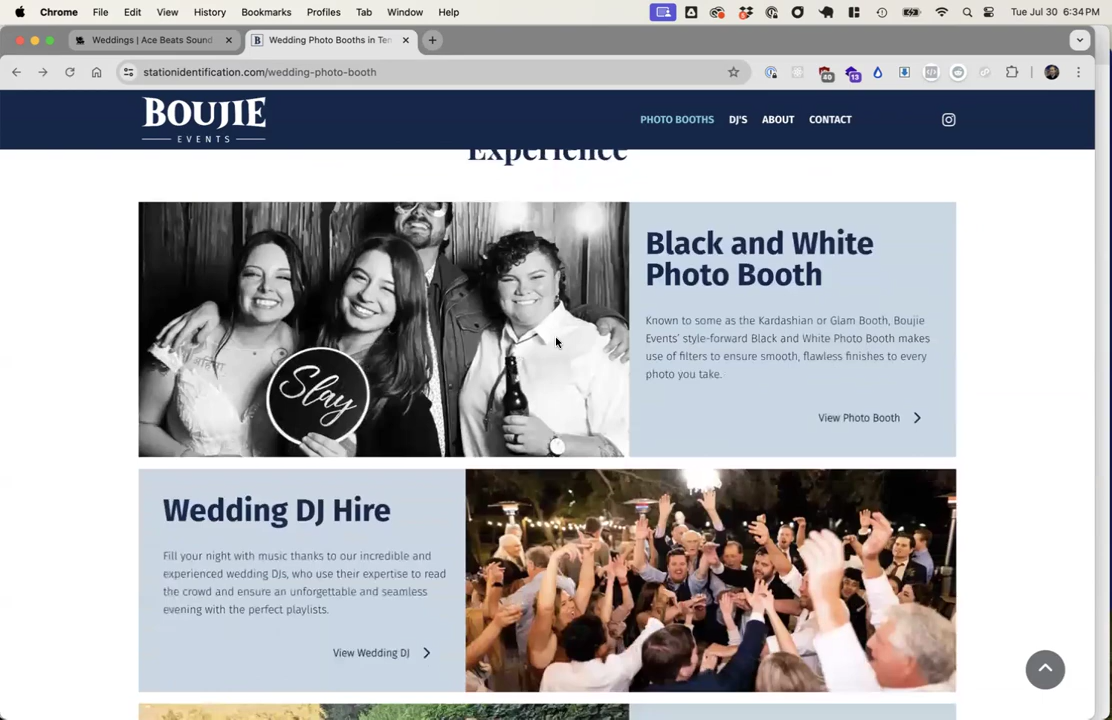 Chrome File Edit View History Bookmarks Profiles Tab Window Help Tue Jul 30 6:34 PM
Weddings | Ace Beats Sound
Wedding Photo Booths in Ten
stationidentification.com/wedding-photo-booth
40
13
BOUJIE
EVENTS
PHOTO BOOTHS DJ'S ABOUT CONTACT
Experience
Slay
Black and White
Photo Booth
Known to some as the Kardashian or Glam Booth, Boujie
Events' style-forward Black and White Photo Booth makes
use of filters to ensure smooth, flawless finishes to every
photo you take.
View Photo Booth
Wedding DJ Hire
Fill your night with music thanks to our incredible and
experienced wedding DJs, who use their expertise to read
the crowd and ensure an unforgettable and seamless
evening with the perfect playlists.
View Wedding DJ